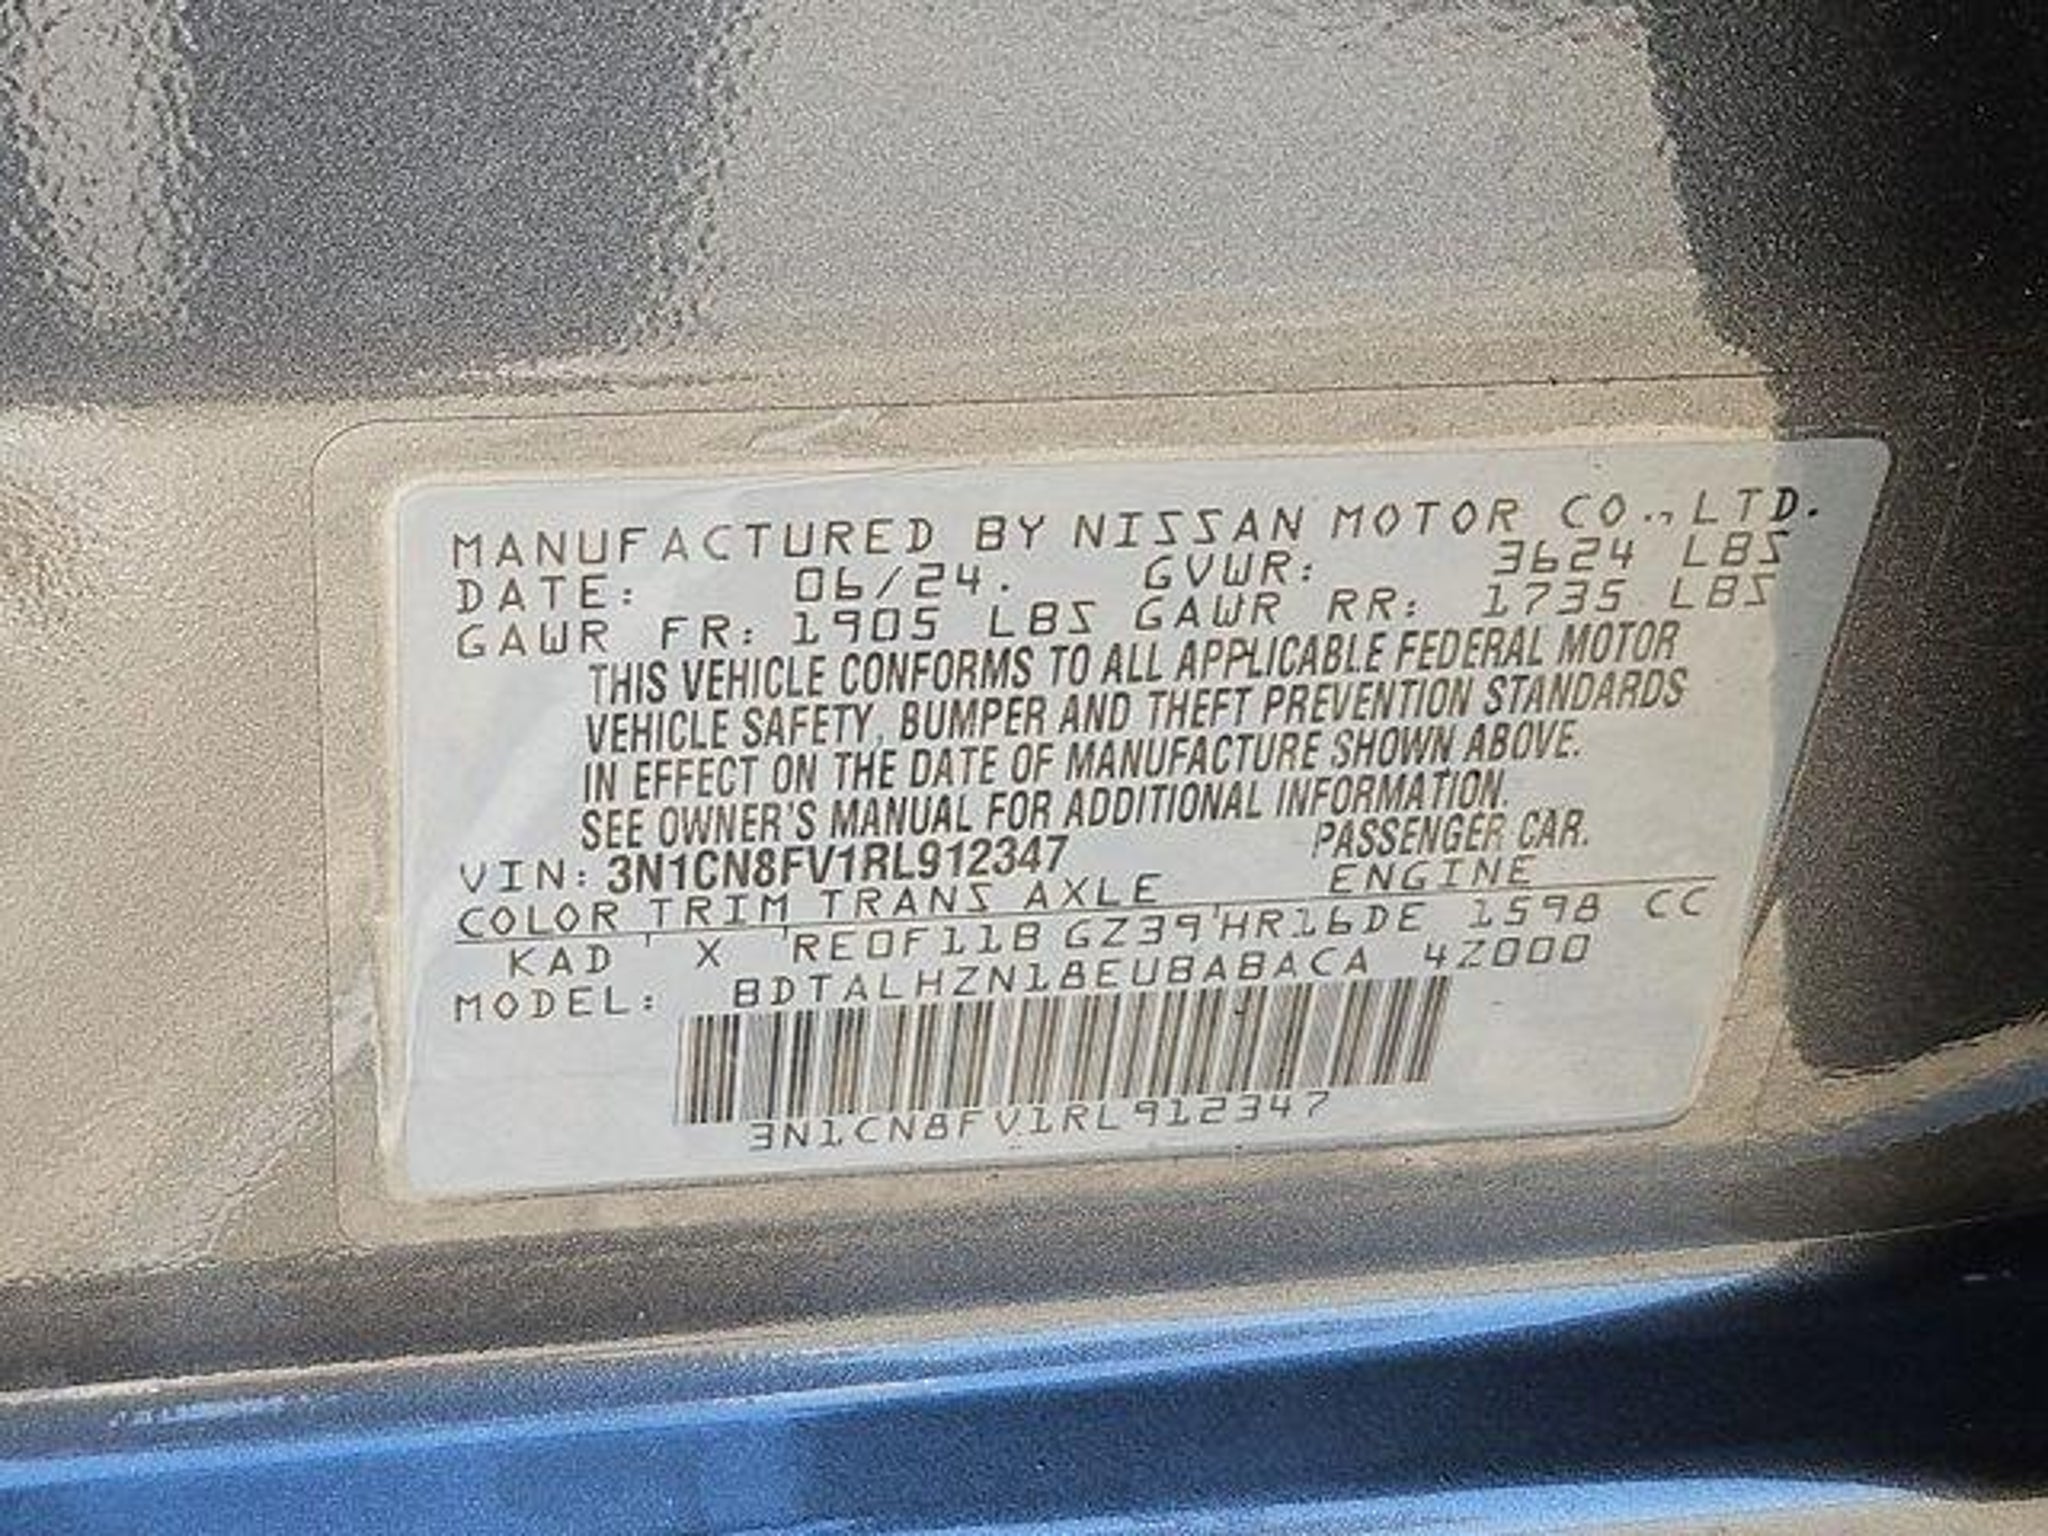 MANUFACTURED BY NISSAN MOTOR CO., LTD.
DATE: 06/24. GVWR: 3624 LBS
GAWR FR: 1905 LBS GAWR RR: 1735 LBS
THIS VEHICLE CONFORMS TO ALL APPLICABLE FEDERAL MOTOR
VEHICLE SAFETY, BUMPER AND THEFT PREVENTION STANDARDS
IN EFFECT ON THE DATE OF MANUFACTURE SHOWN ABOVE.
SEE OWNER'S MANUAL FOR ADDITIONAL INFORMATION.
VIN: 3N1CN8FV1RL912347 PASSENGER CAR.
COLOR TRIM TRANS AXLE ENGINE
KAD X RE0F11B GZ39 HR16DE 1598 CC
MODEL: BDTALHZN18EUBABACA 4Z000
3N1CN8FV1RL912347